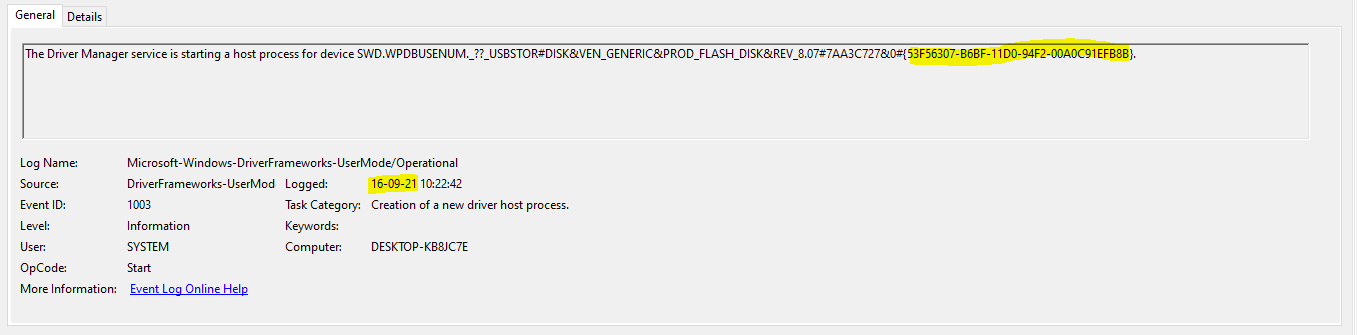 General Details
The Driver Manager service is starting a host process for device SWD.WPDBUSENUM._??_USBSTOR#DISK&VEN_GENERIC&PROD_FLASH_DISK&REV_8.07#7AA3C727&0#{53F56307-B6BF-11D0-94F2-00A0C91EFB8B}.
Log Name: Microsoft-Windows-DriverFrameworks-UserMode/Operational
Source: DriverFrameworks-UserMod Logged: 16-09-21 10:22:42
Event ID: 1003 Task Category: Creation of a new driver host process.
Level: Information Keywords:
User: SYSTEM Computer: DESKTOP-KB8JC7E
OpCode: Start
More Information: Event Log Online Help